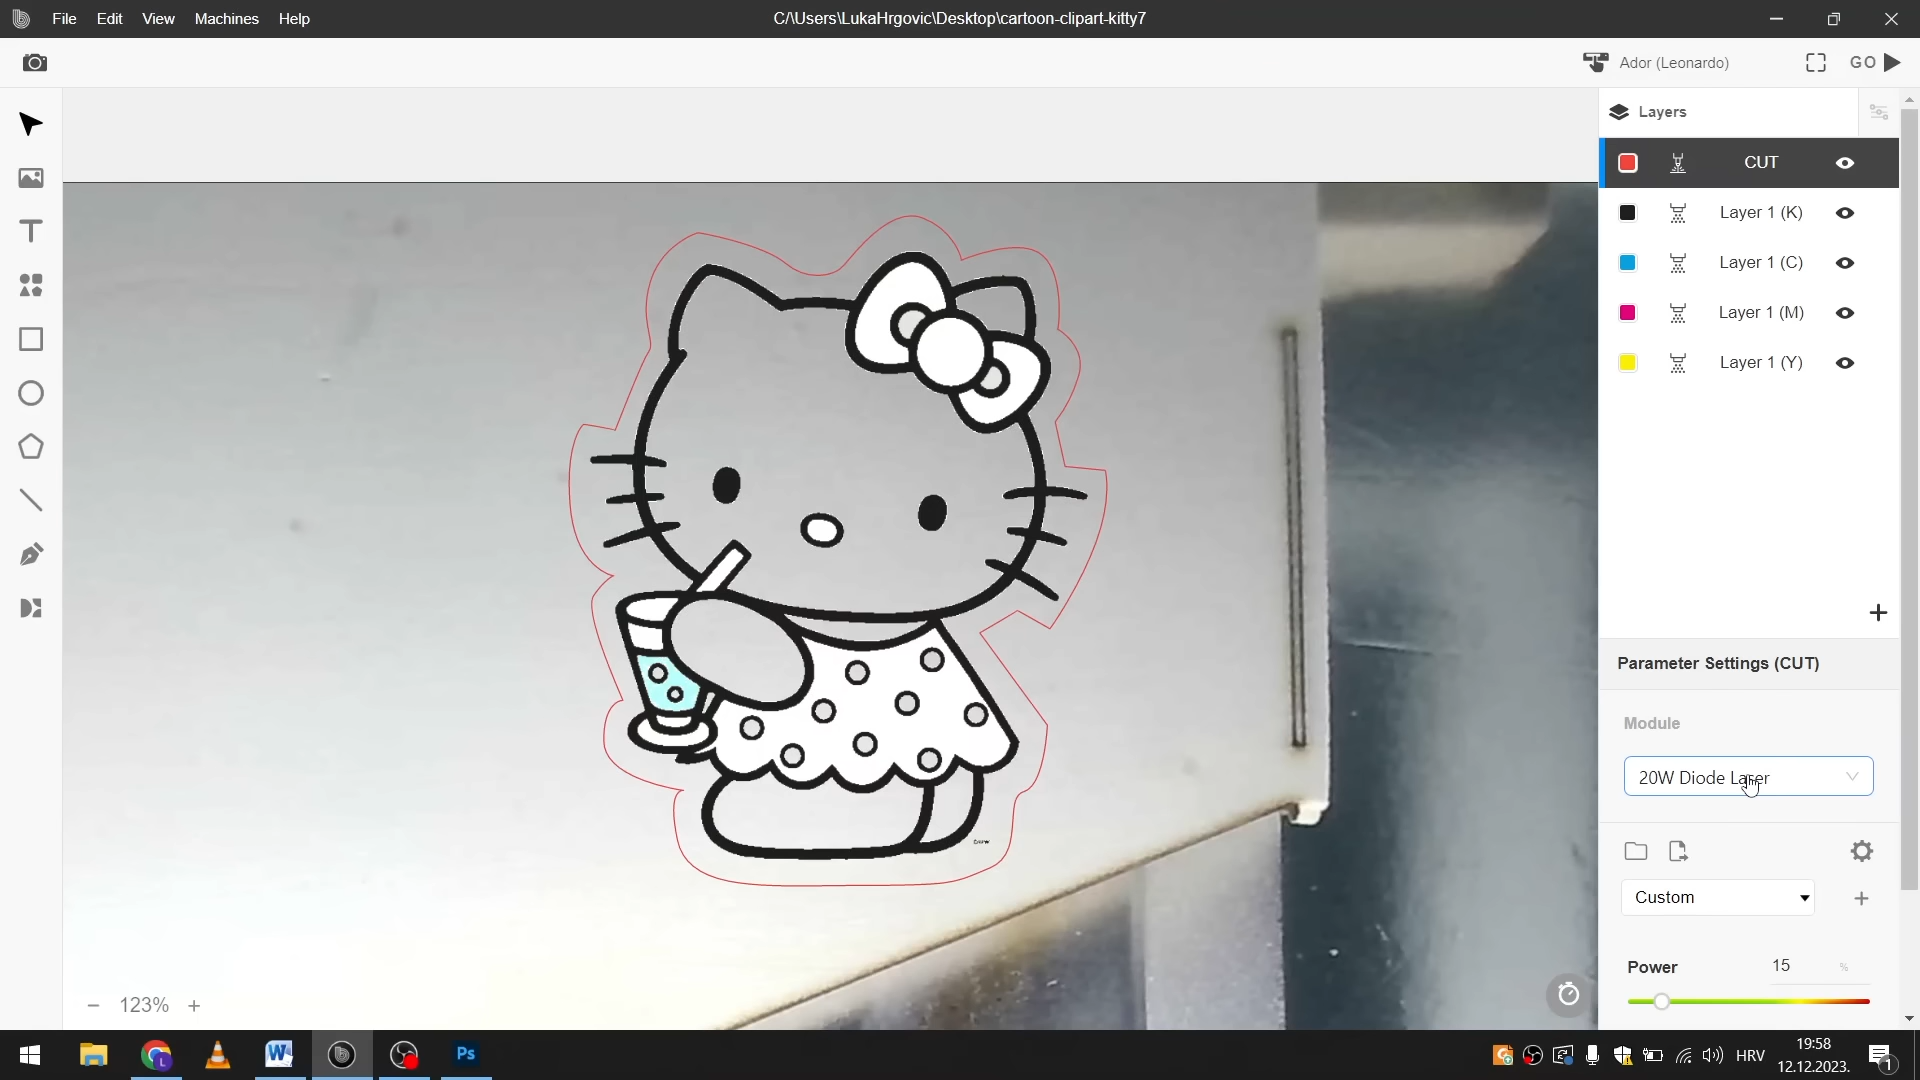 File Edit View Machines Help C/\Users\LukaHrgovic\Desktop\cartoon-clipart-kitty7
Ador (Leonardo) GO
Layers
CUT
Layer 1 (K)
Layer 1 (C)
Layer 1 (M)
Layer 1 (Y)
Parameter Settings (CUT)
Module
20W Diode Laser
Custom
Power 15 %
123%
HRV 19:58
12.12.2023. 1